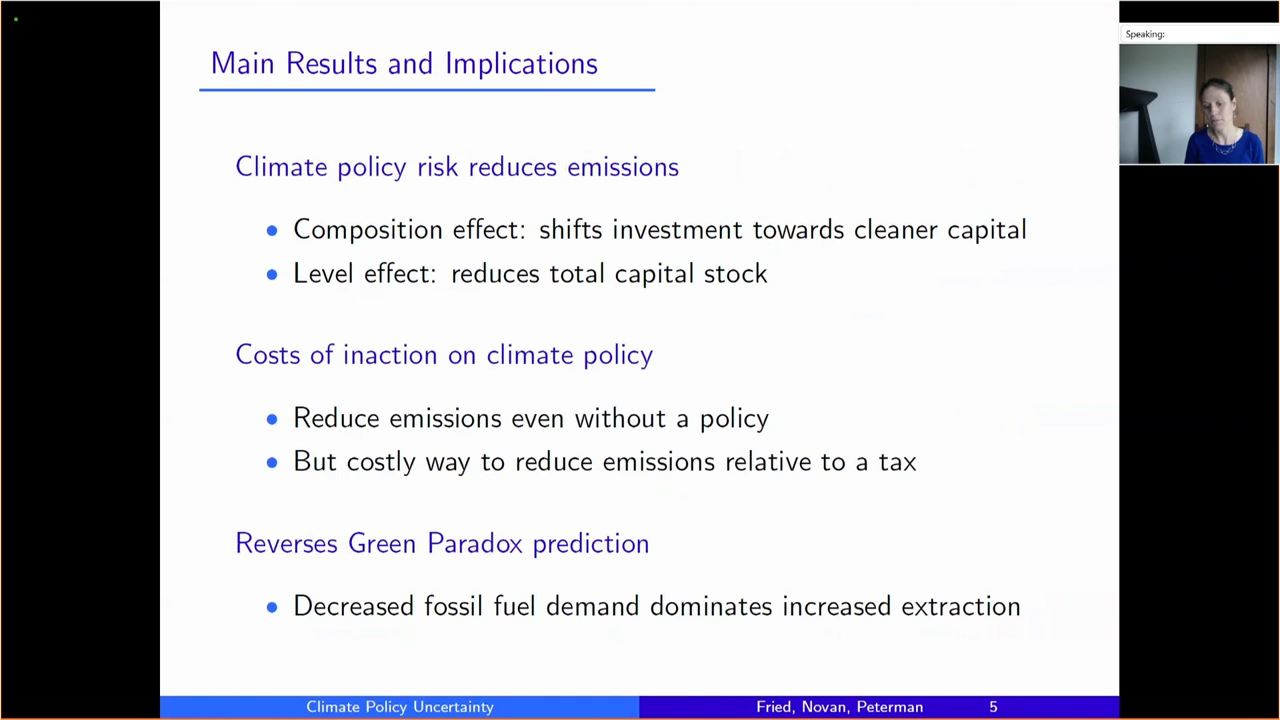 Speaking:
Main Results and Implications
Climate policy risk reduces emissions
Composition effect: shifts investment towards cleaner capital
Level effect: reduces total capital stock
Costs of inaction on climate policy
Reduce emissions even without a policy
But costly way to reduce emissions relative to a tax
Reverses Green Paradox prediction
Decreased fossil fuel demand dominates increased extraction
Climate Policy Uncertainty
Fried, Novan, Peterman 5